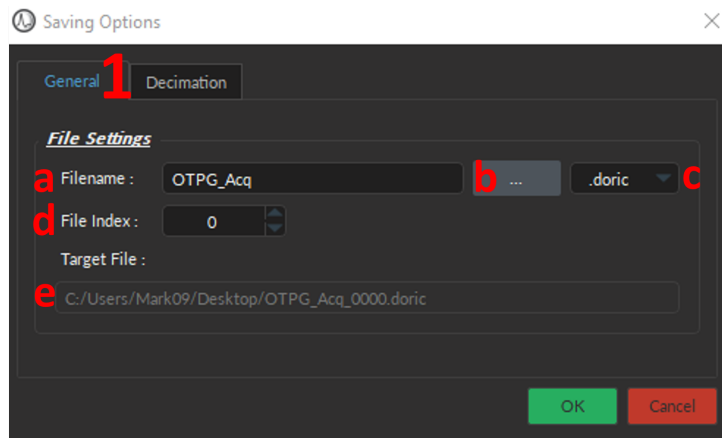 Saving Options
General 1 Decimation
File Settings
a Filename : OTPG_Acq b ... .doric c
d File Index : 0
Target File :
e C:/Users/Mark09/Desktop/OTPG_Acq_0000.doric
OK Cancel